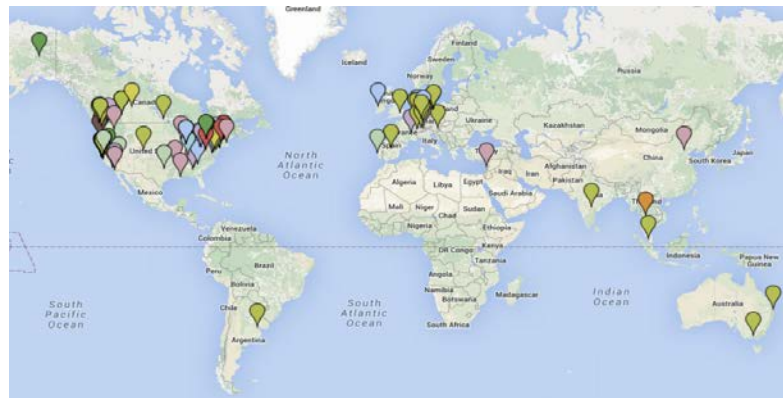 Greenland
Iceland
Finland
Sweden
Norway
Russia
Canada
Ukraine
Kazakhstan
Mongolia
Spain
Italy
United St
North
Atlantic
Ocean
China
South Korea
Japan
Afghanistan
Iraq
Iran
Pakistan
Mexico
Algeria
Libya
Egypt
Saudi Arabia
Mali
Niger
Sudan
Chad
Nigeria
Ethiopia
Venezuela
Colombia
DR Congo
Kenya
Tanzania
Indonesia
Papua New
Guinea
Peru
Brazil
Bolivia
Angola
Namibia
Botswana
Madagascar
Indian
Ocean
South
Pacific
Ocean
Chile
South
Atlantic
Ocean
Australia
South Africa
Argentina